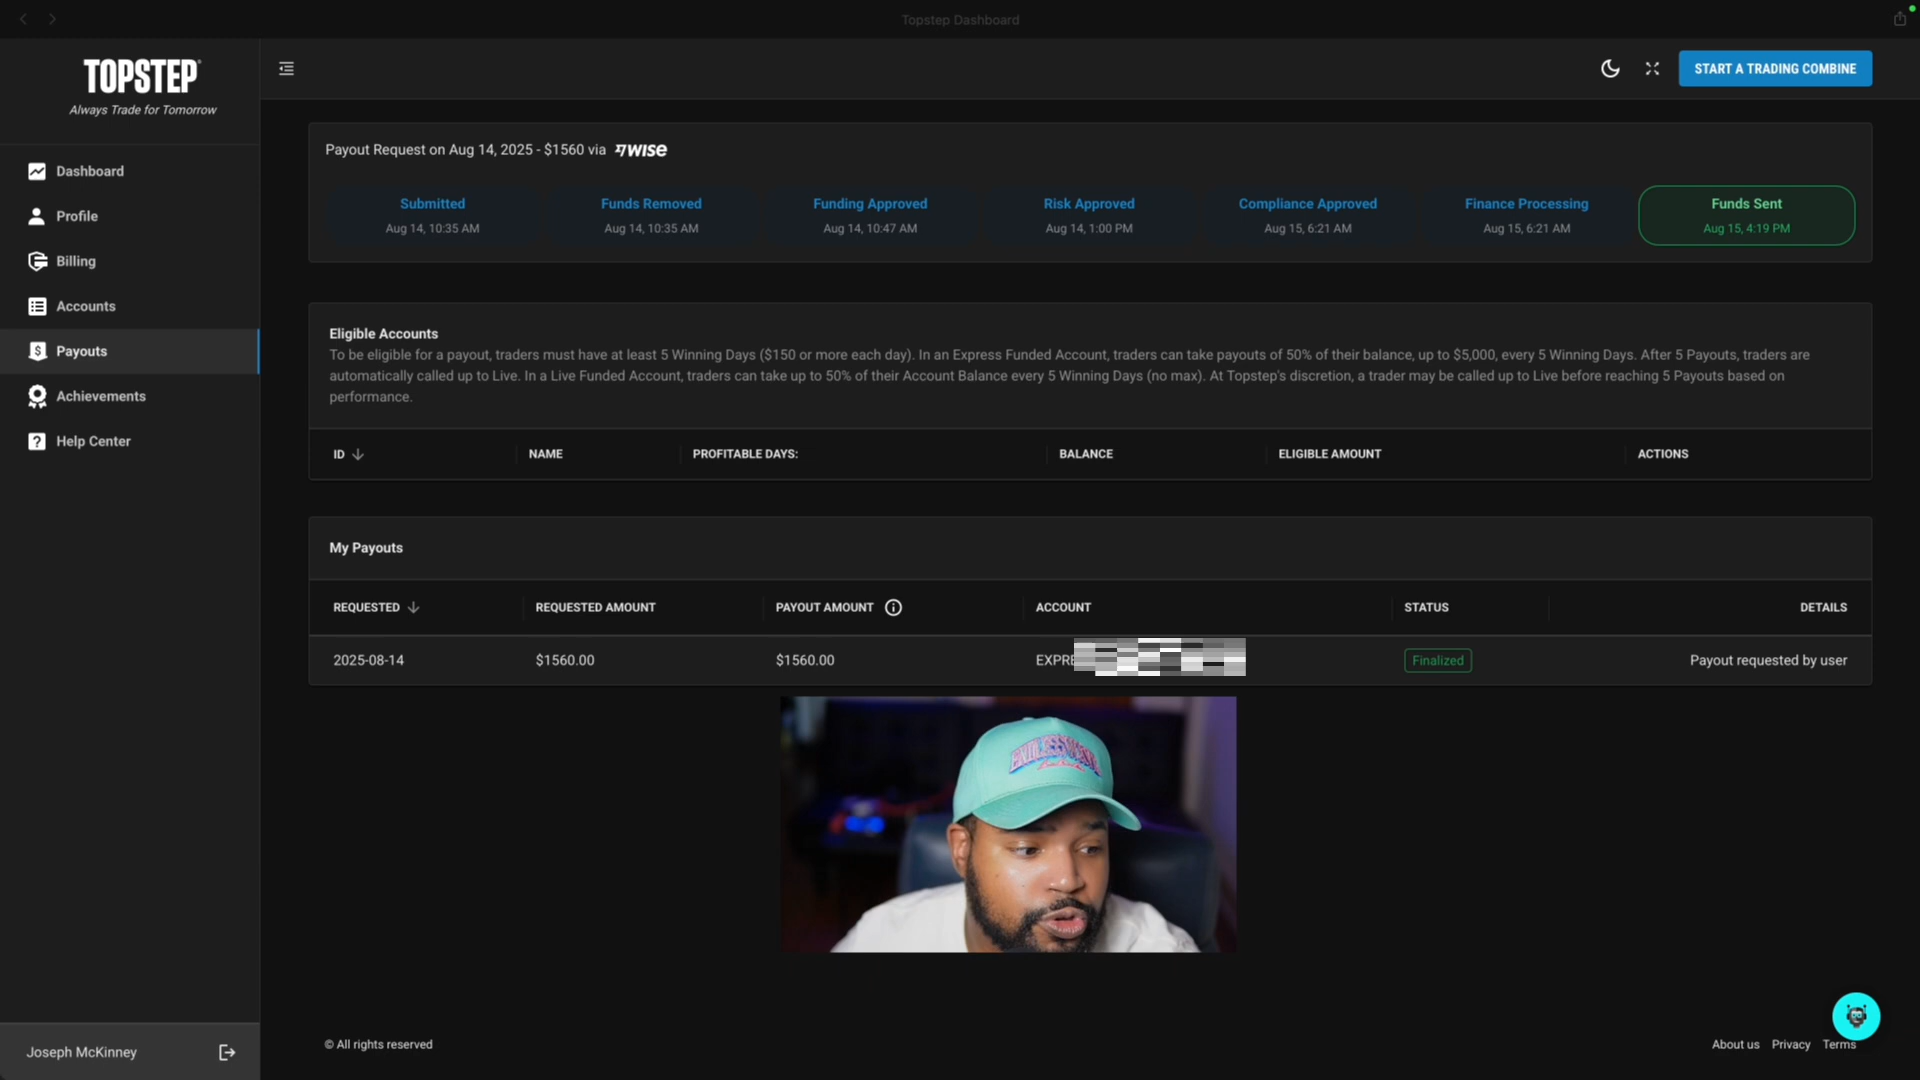 Topstep Dashboard
TOPSTEP
Always Trade for Tomorrow
START A TRADING COMBINE
Dashboard
Profile
Billing
Accounts
Payouts
Achievements
Help Center
Payout Request on Aug 14, 2025 - $1560 via WISE
Submitted
Aug 14, 10:35 AM
Funds Removed
Aug 14, 10:35 AM
Funding Approved
Aug 14, 10:47 AM
Risk Approved
Aug 14, 1:00 PM
Compliance Approved
Aug 15, 6:21 AM
Finance Processing
Aug 15, 6:21 AM
Funds Sent
Aug 15, 4:19 PM
Eligible Accounts
To be eligible for a payout, traders must have at least 5 Winning Days ($150 or more each day). In an Express Funded Account, traders can take payouts of 50% of their balance, up to $5,000, every 5 Winning Days. After 5 Payouts, traders are
automatically called up to Live. In a Live Funded Account, traders can take up to 50% of their Account Balance every 5 Winning Days (no max). At Topstep's discretion, a trader may be called up to Live before reaching 5 Payouts based on
performance.
ID NAME PROFITABLE DAYS: BALANCE ELIGIBLE AMOUNT ACTIONS
My Payouts
REQUESTED REQUESTED AMOUNT PAYOUT AMOUNT ACCOUNT STATUS DETAILS
2025-08-14 $1560.00 $1560.00 EXPRE Finalized Payout requested by user
Joseph McKinney
© All rights reserved
About us Privacy Terms